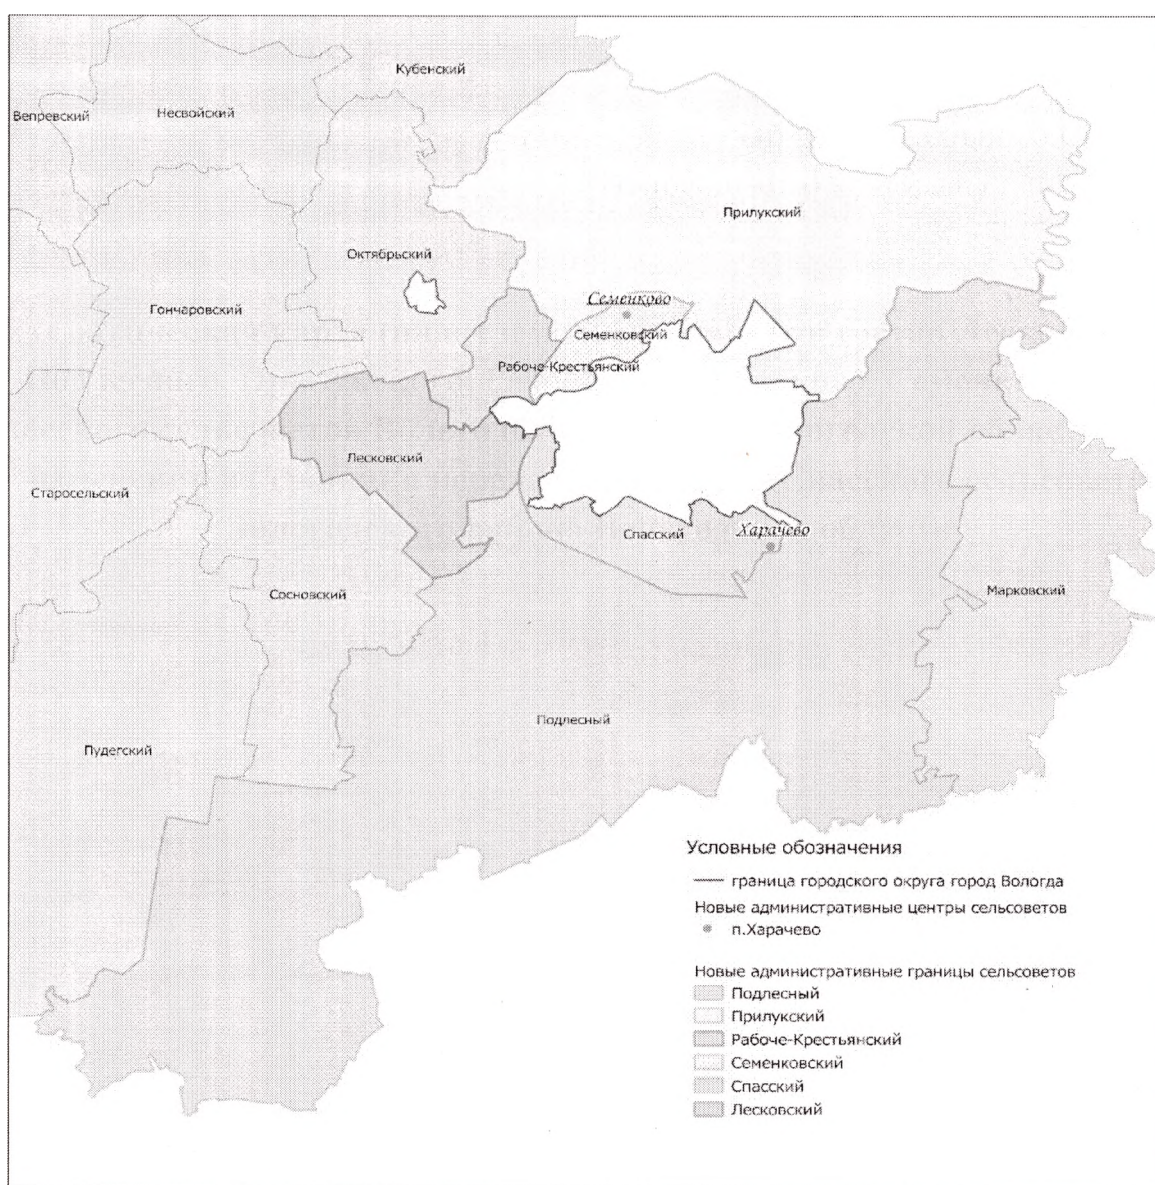 Кубенский
Вепревский
Несвойский
Прилукский
Октябрьский
Семенково
Гончаровский
Семенковский
Рабоче-Крестьянский
Лесковский
Старосельский
Спасский
Харачево
Сосновский
Марковский
Подлесный
Пудегский
Условные обозначения
граница городского округа город Вологда
Новые административные центры сельсоветов
п.Харачево
Новые административные границы сельсоветов
Подлесный
Прилукский
Рабоче-Крестьянский
Семенковский
Спасский
Лесковский